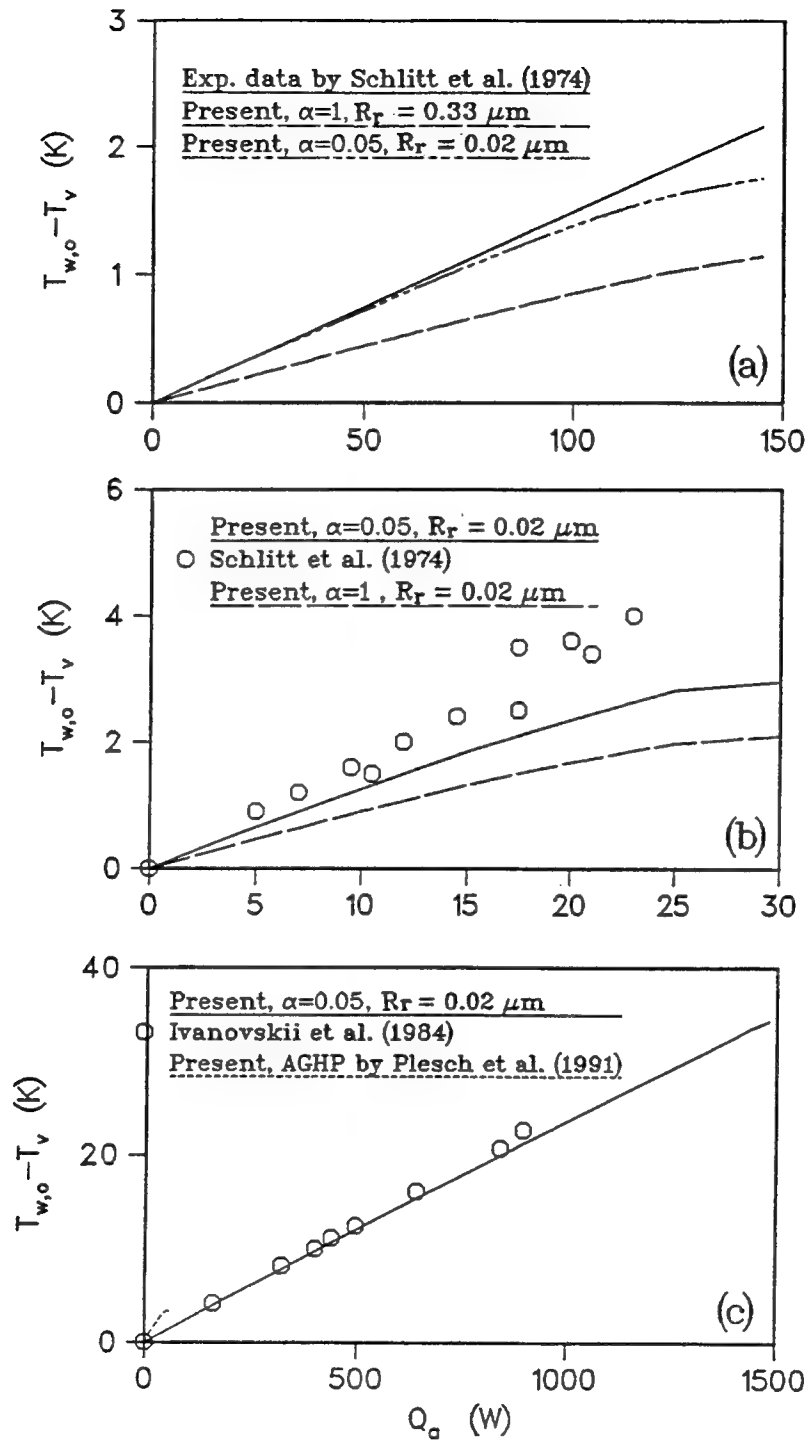 3
Exp. data by Schlitt et al. (1974)
Present, α=1, Rr = 0.33 μm
Present, α=0.05, Rr = 0.02 μm
2
Tw,o−Tv (K)
1
(a)
0
0 50 100 150
6
Present, α=0.05, Rr = 0.02 μm
Schlitt et al. (1974)
Present, α=1 , Rr = 0.02 μm
4
Tw,o−Tv (K)
2
(b)
0
0 5 10 15 20 25 30
40
Present, α=0.05, Rr = 0.02 μm
Ivanovskii et al. (1984)
Present, AGHP by Plesch et al. (1991)
20
Tw,o−Tv (K)
(c)
0
0 500 1000 1500
Qa (W)